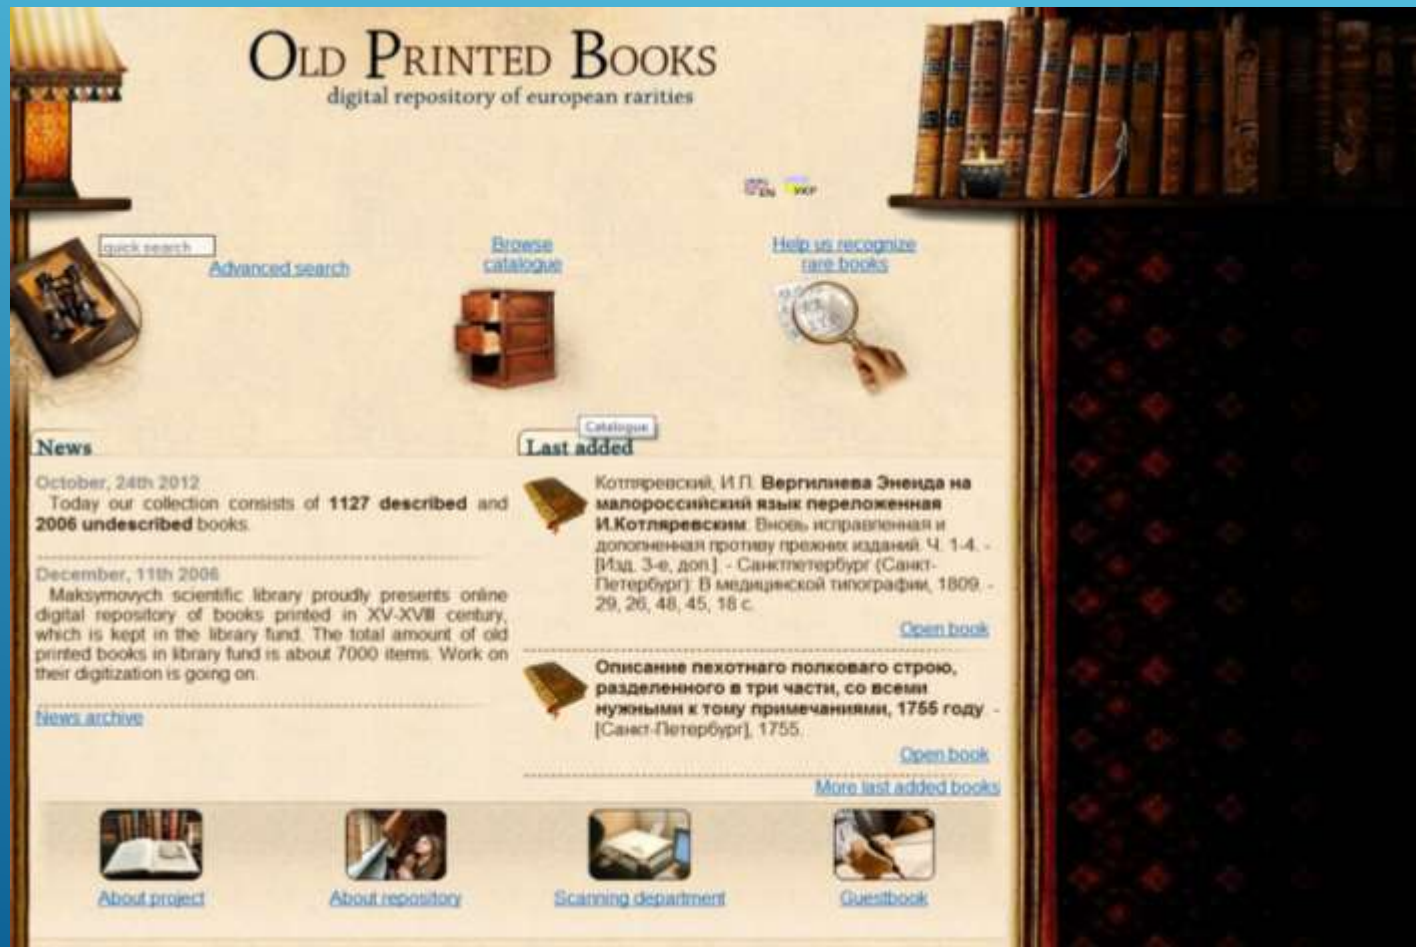 OLD PRINTED BOOKS
digital repository of european rarities
EN УКР
quick search
Advanced search
Browse
catalogue
Help us recognize
rare books
News
October, 24th 2012
Today our collection consists of 1127 described and
2006 undescribed books.
December, 11th 2006
Maksymovych scientific library proudly presents online
digital repository of books printed in XV-XVIII century,
which is kept in the library fund. The total amount of old
printed books in library fund is about 7000 items. Work on
their digitization is going on.
News archive
Catalogue
Last added
Котляревский, И.П. Вергилиева Энеида на
малороссийский язык переложенная
И.Котляревским. Вновь исправленная и
дополненная противу прежних изданий. Ч. 1-4. -
[Изд. 3-е, доп.]. - Санктпетербург (Санкт-
Петербург): В медицинской типографии, 1809. -
29, 26, 48, 45, 18 с.
Open book
Описание пехотнаго полковаго строю,
разделенного в три части, со всеми
нужными к тому примечаниями, 1755 году. -
[Санкт-Петербург], 1755.
Open book
More last added books
About project
About repository
Scanning department
Guestbook